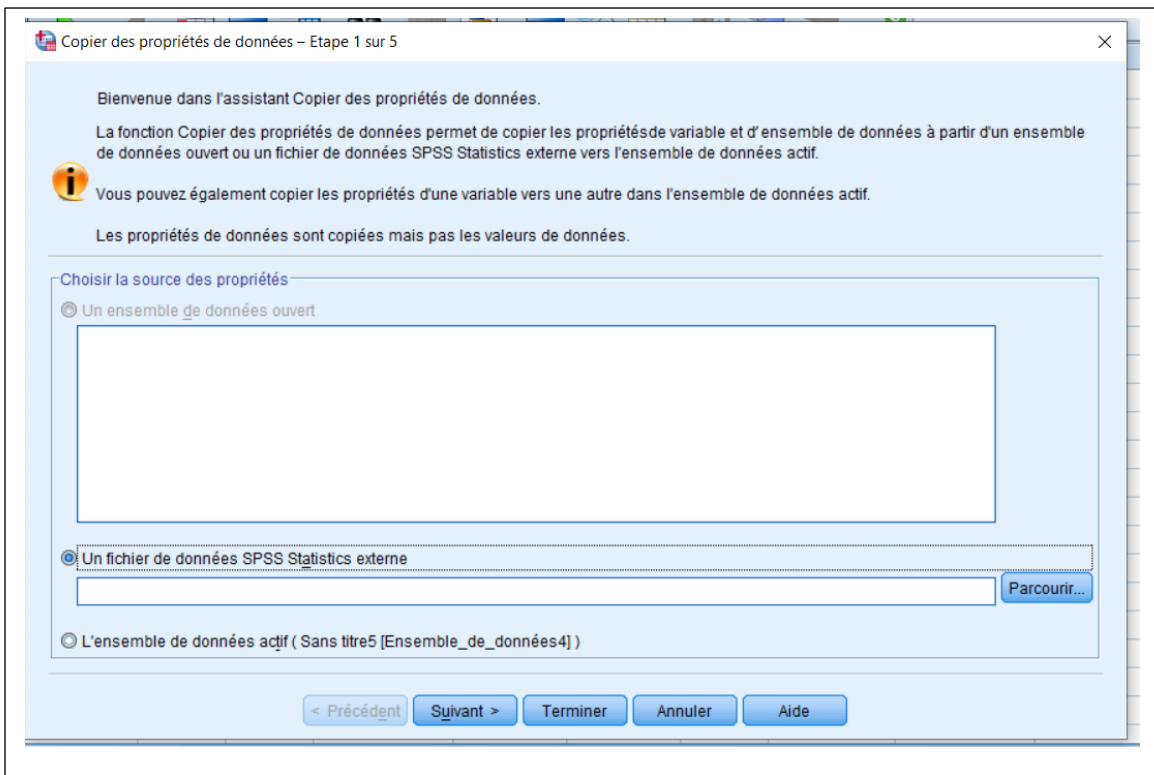 Copier des propriétés de données – Etape 1 sur 5
Bienvenue dans l'assistant Copier des propriétés de données.
La fonction Copier des propriétés de données permet de copier les propriétésde variable et d'ensemble de données à partir d'un ensemble
de données ouvert ou un fichier de données SPSS Statistics externe vers l'ensemble de données actif.
Vous pouvez également copier les propriétés d'une variable vers une autre dans l'ensemble de données actif.
Les propriétés de données sont copiées mais pas les valeurs de données.
Choisir la source des propriétés
Un ensemble de données ouvert
Un fichier de données SPSS Statistics externe
Parcourir...
L'ensemble de données actif ( Sans titre5 [Ensemble_de_données4] )
< Précédent Suivant > Terminer Annuler Aide